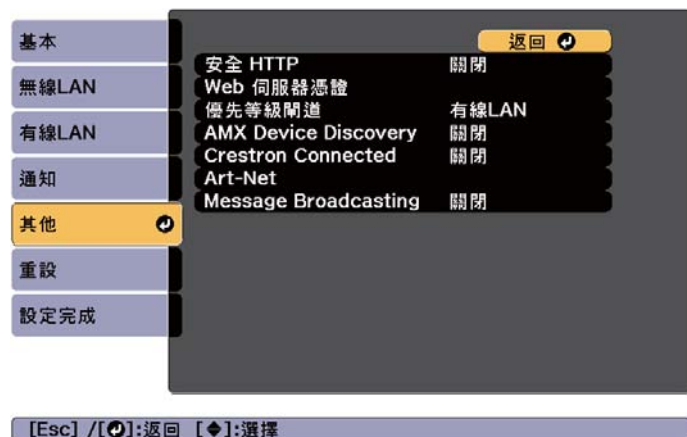 基本
無線LAN
有線LAN
通知
其他
重設
設定完成
返回
安全 HTTP 關閉
Web 伺服器憑證
優先等級閘道 有線LAN
AMX Device Discovery 關閉
Crestron Connected 關閉
Art-Net
Message Broadcasting 關閉
[Esc] /[⏎]:返回 [◆]:選擇